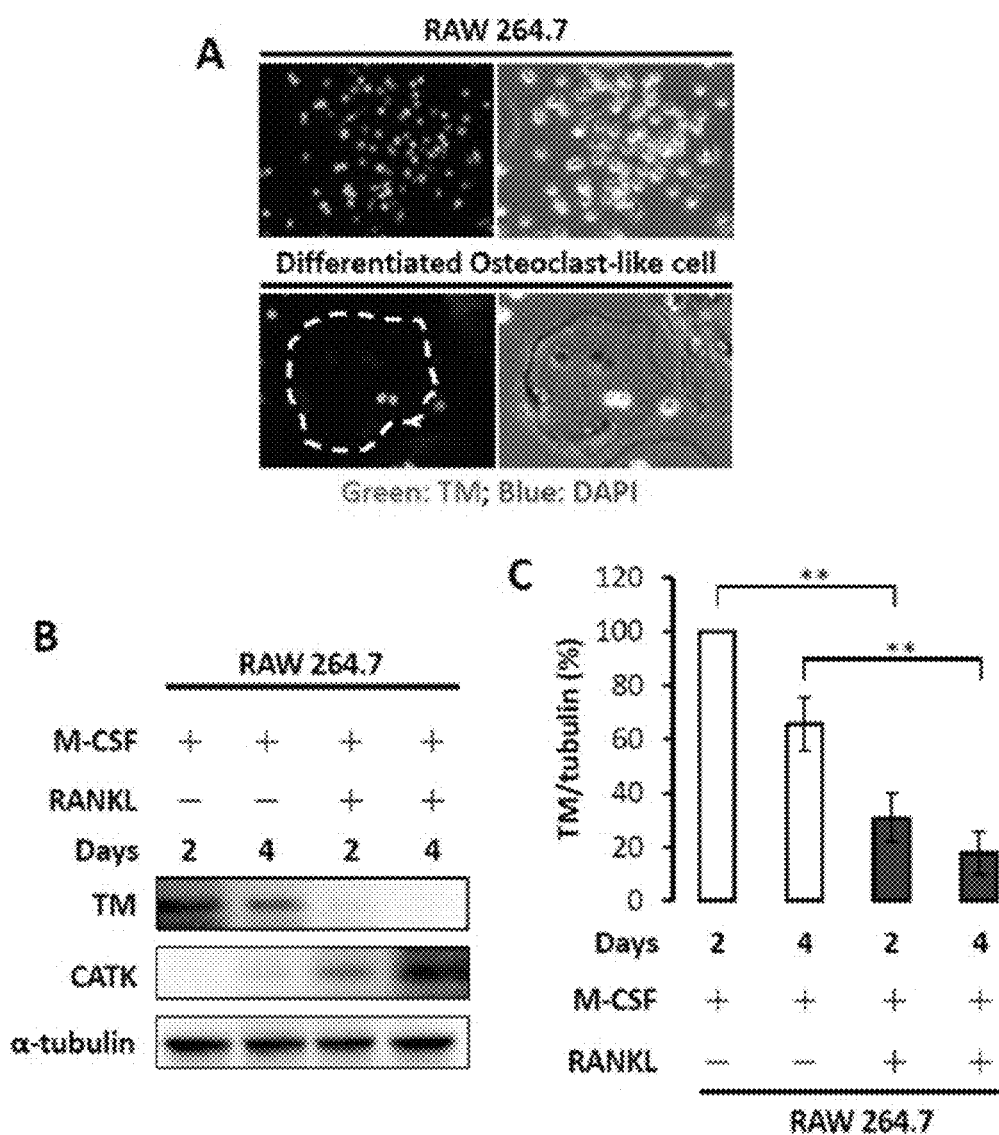 A
RAW 264.7
Differentiated Osteoclast-like cell
Green: TM; Blue: DAPI
B
RAW 264.7
M-CSF + + + +
RANKL − − + +
Days 2 4 2 4
TM
CATK
α-tubulin
C
TM/tubulin (%)
120
100
80
60
40
20
0
**
**
Days 2 4 2 4
M-CSF + + + +
RANKL − − + +
RAW 264.7